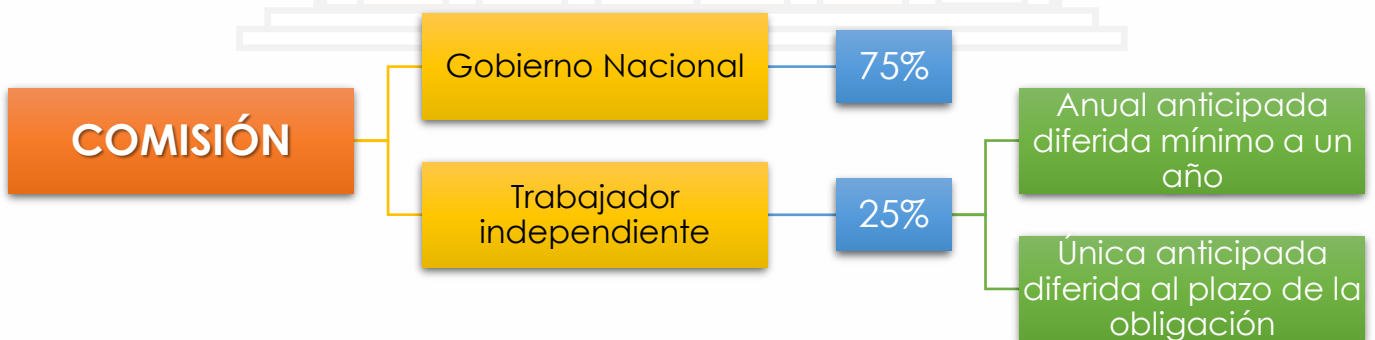 COMISIÓN
Gobierno Nacional
75%
Trabajador
independiente
25%
Anual anticipada
diferida mínimo a un
año
Única anticipada
diferida al plazo de la
obligación